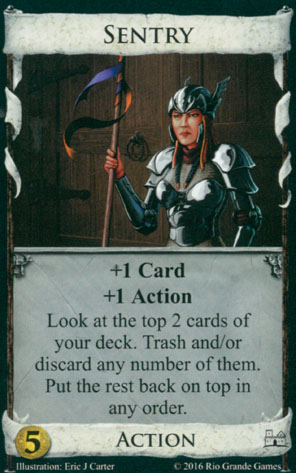 SENTRY
+1 Card
+1 Action
Look at the top 2 cards of
your deck. Trash and/or
discard any number of them.
Put the rest back on top in
any order.
5
ACTION
Illustration: Eric J Carter
© 2016 Rio Grande Games